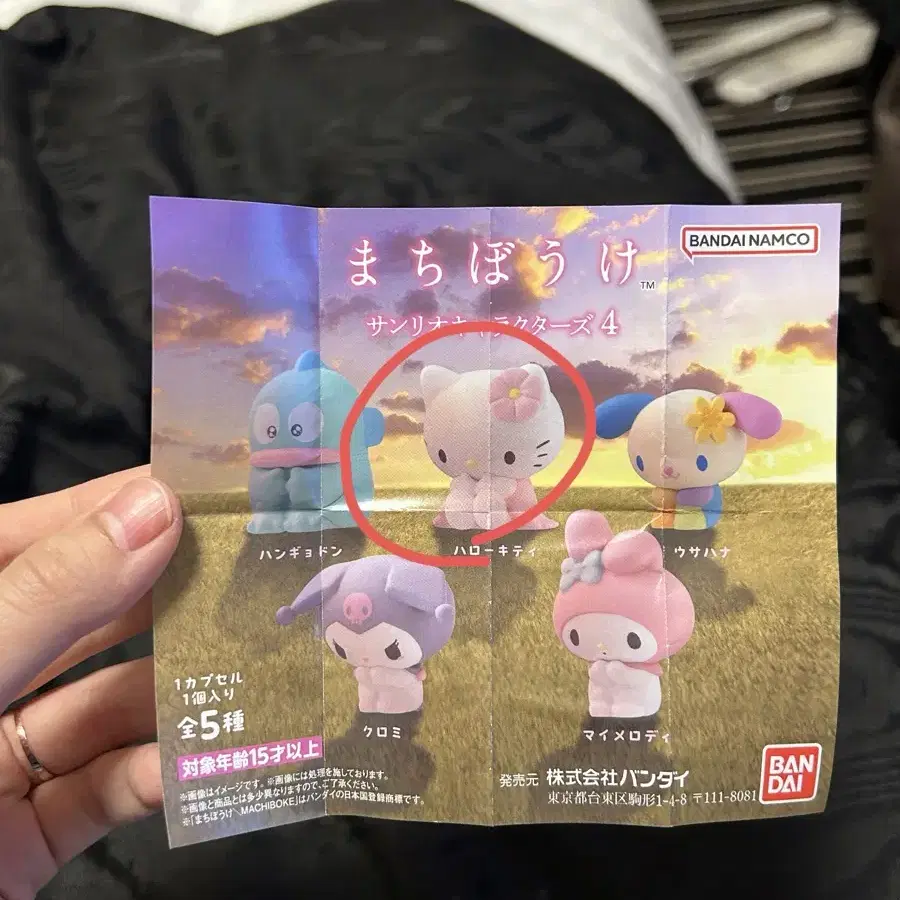 BANDAI NAMCO
まちぼうけ
TM
サンリオキャラクターズ4
ハンギョドン
ハローキティ
ウサハナ
クロミ
マイメロディ
1カプセル
1個入り
全5種
対象年齢15才以上
※画像はイメージです。※画像には処理を施しております。
※画像と商品とは多少異なりますので、ご了承ください。
※「まちぼうけ＼MACHIBOKE」はバンダイの日本国登録商標です。
発売元 株式会社バンダイ
東京都台東区駒形1-4-8 〒111-8081
BAN
DAI